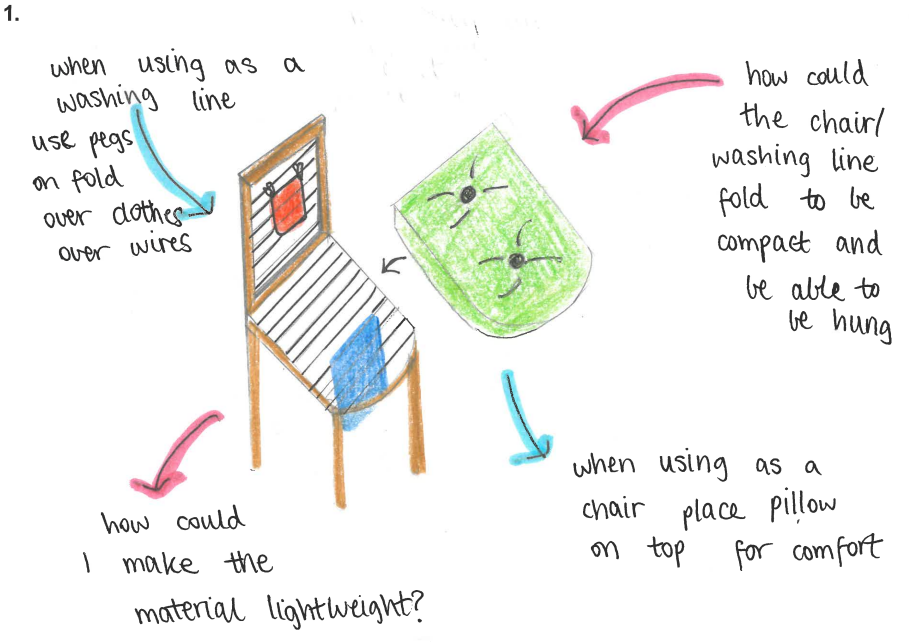 1.
when using as a
washing line
use pegs
on fold
over clothes
over wires
how could
the chair/
washing line
fold to be
compact and
be able to
be hung
how could
I make the
material lightweight?
when using as a
chair place pillow
on top for comfort